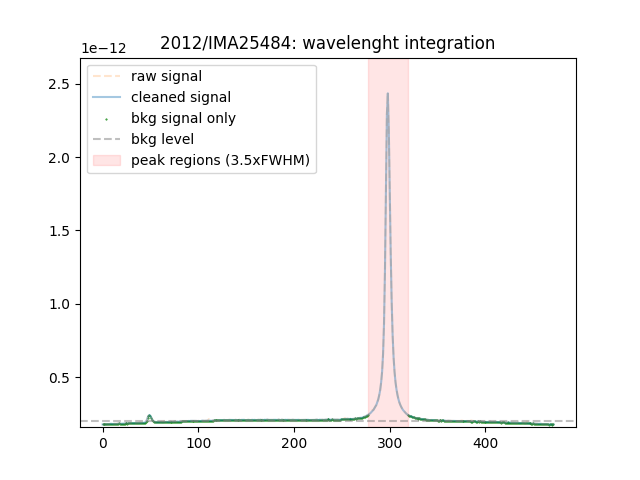 2012/IMA25484: wavelenght integration
1e−12
raw signal
cleaned signal
bkg signal only
bkg level
peak regions (3.5xFWHM)
2.5
2.0
1.5
1.0
0.5
0 100 200 300 400